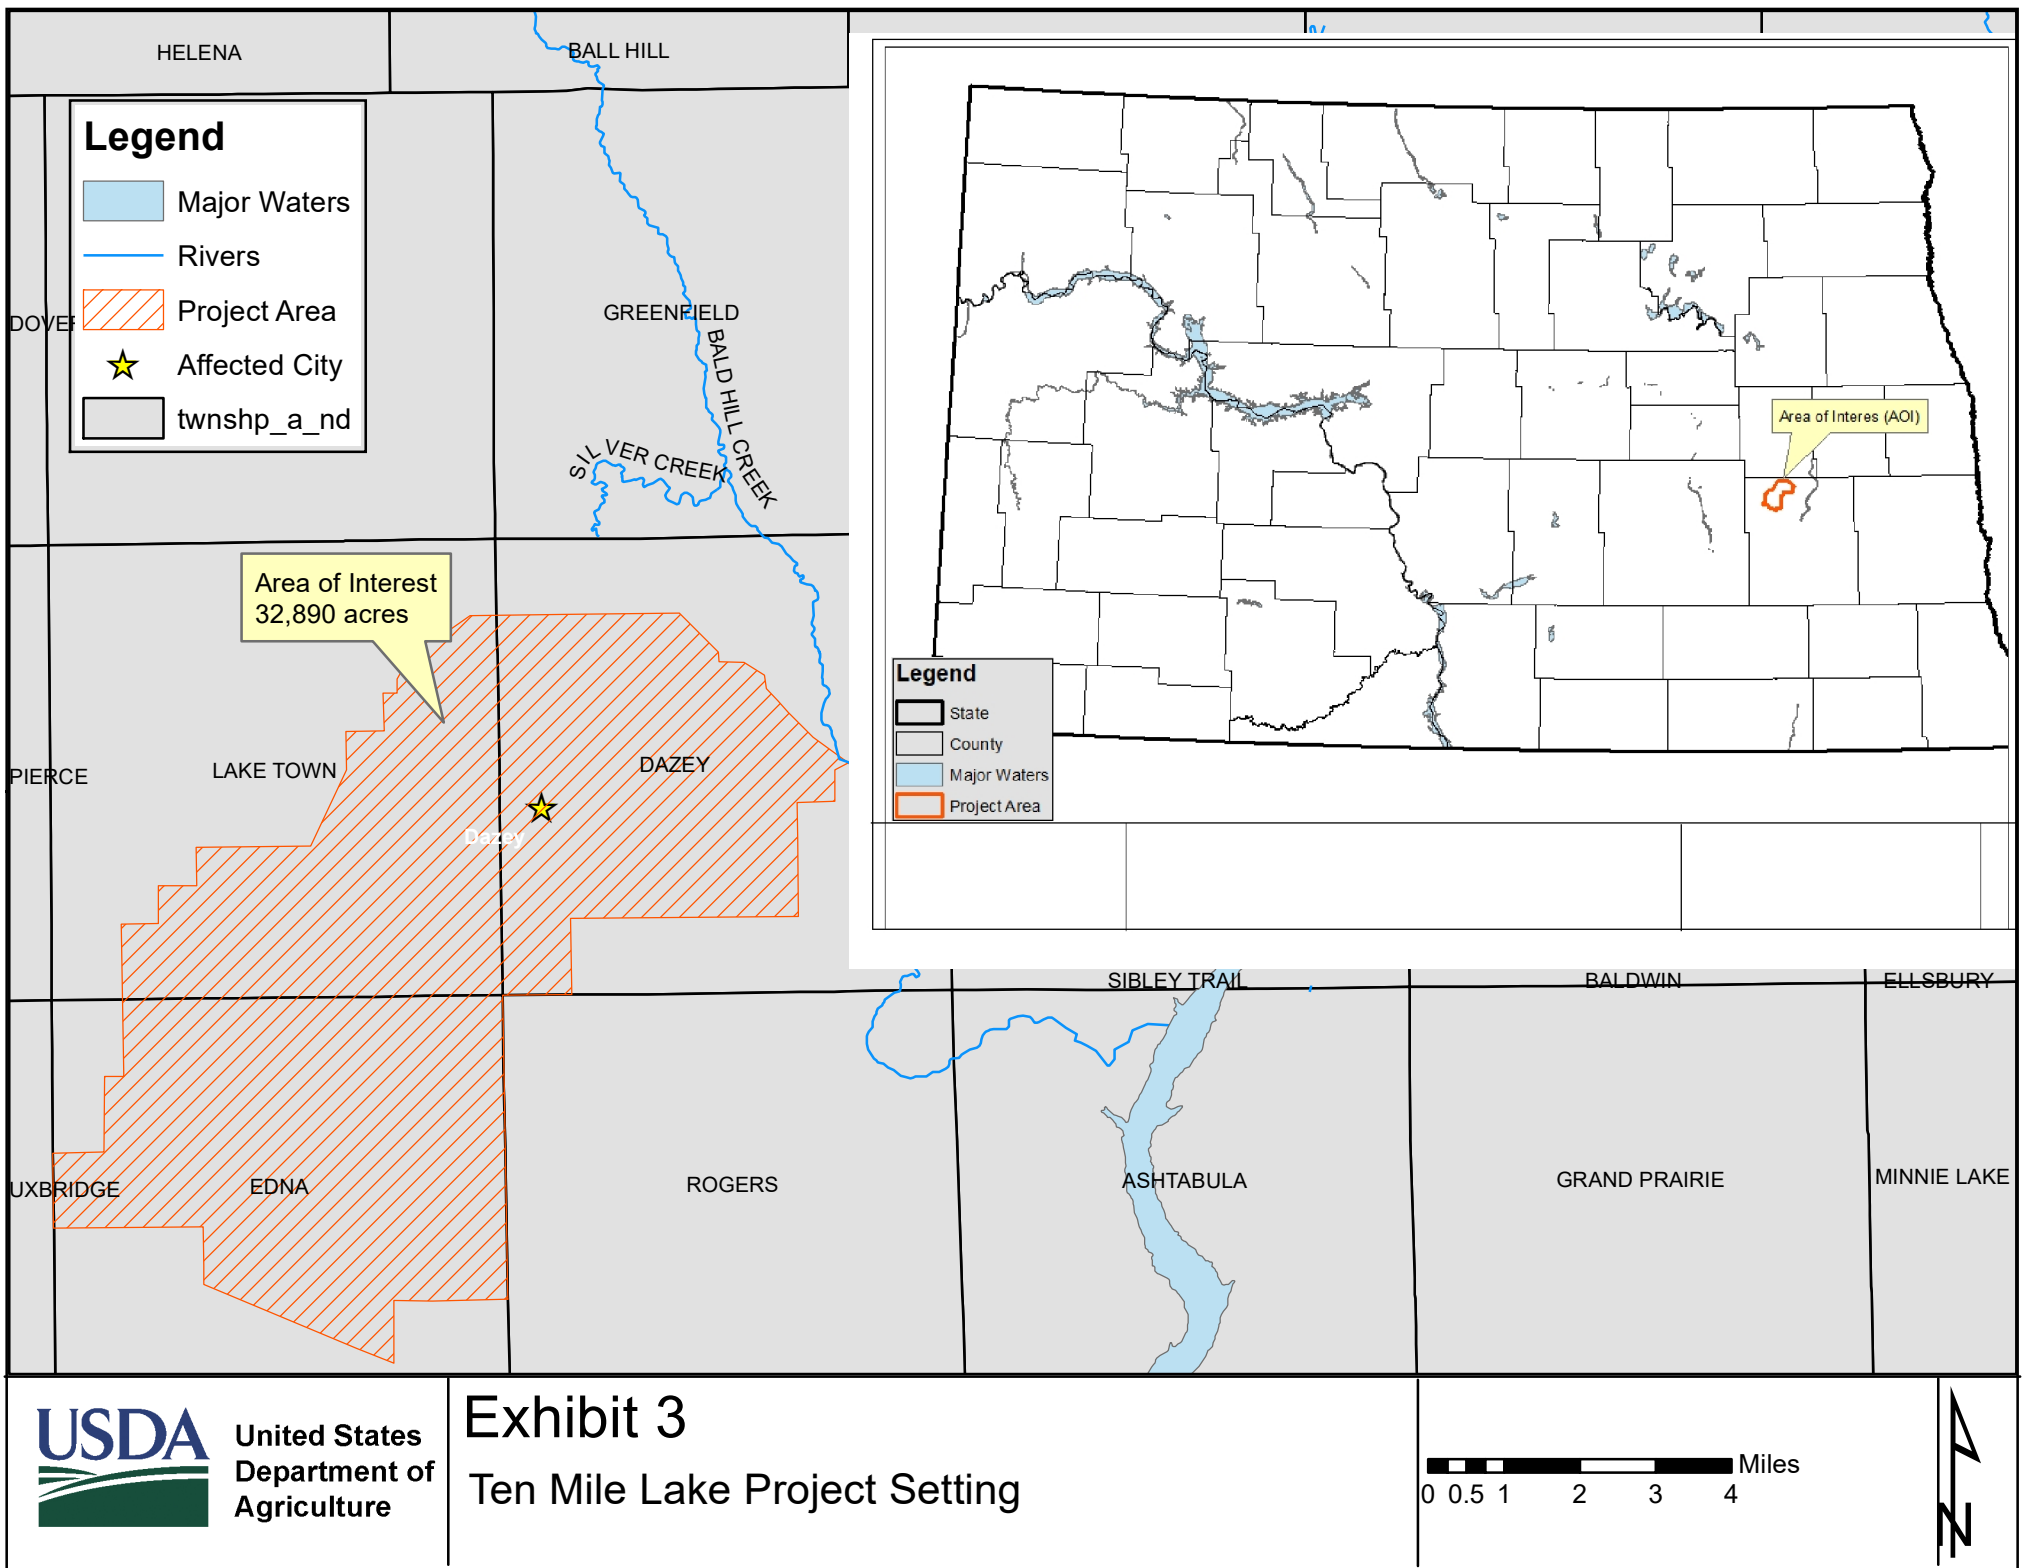 HELENA
BALL HILL
Legend
Major Waters
Rivers
Project Area
Affected City
twnshp_a_nd
GREENFIELD
BALD HILL CREEK
SILVER CREEK
Area of Interest
32,890 acres
PIERCE
LAKE TOWN
DAZEY
Dazey
UXBRIDGE
EDNA
ROGERS
SIBLEY TRAIL
BALDWIN
ELLSBURY
ASHTABULA
GRAND PRAIRIE
MINNIE LAKE
Area of Interes (AOI)
Legend
State
County
Major Waters
Project Area
USDA
United States
Department of
Agriculture
Exhibit 3
Ten Mile Lake Project Setting
Miles
0 0.5 1 2 3 4
N